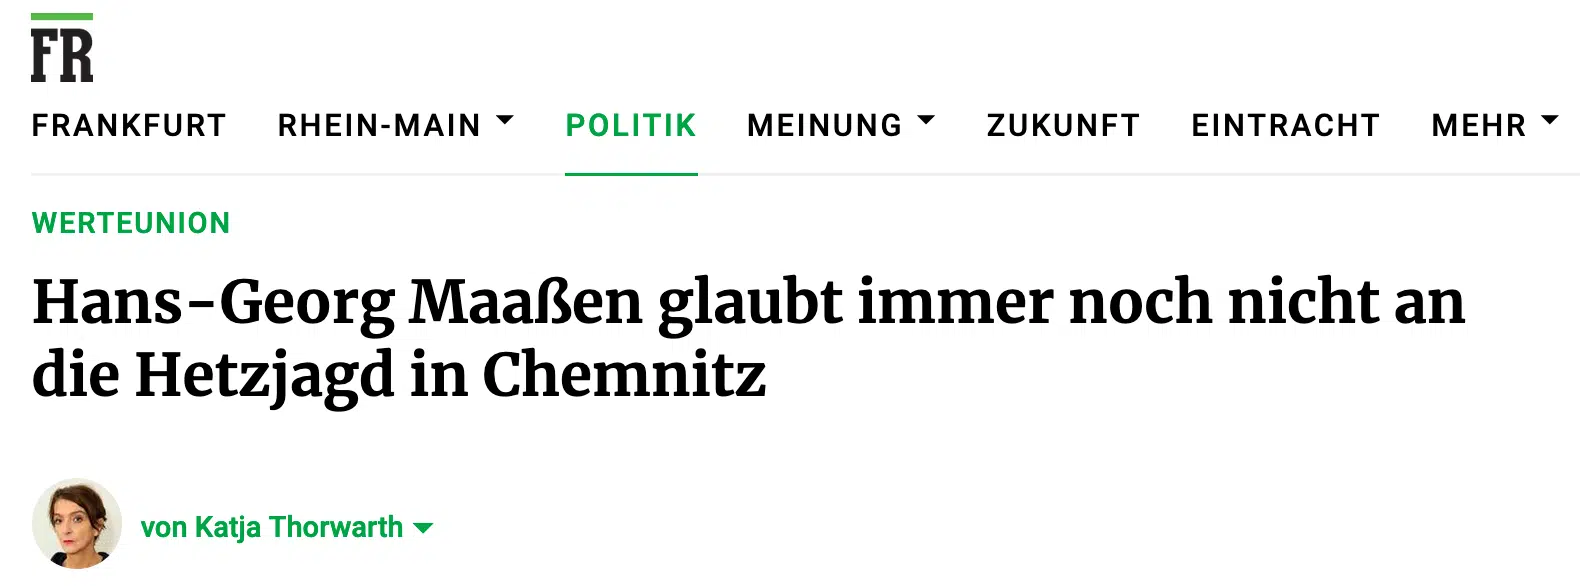 FR
FRANKFURT RHEIN-MAIN POLITIK MEINUNG ZUKUNFT EINTRACHT MEHR
WERTEUNION
Hans-Georg Maaßen glaubt immer noch nicht an
die Hetzjagd in Chemnitz
von Katja Thorwarth